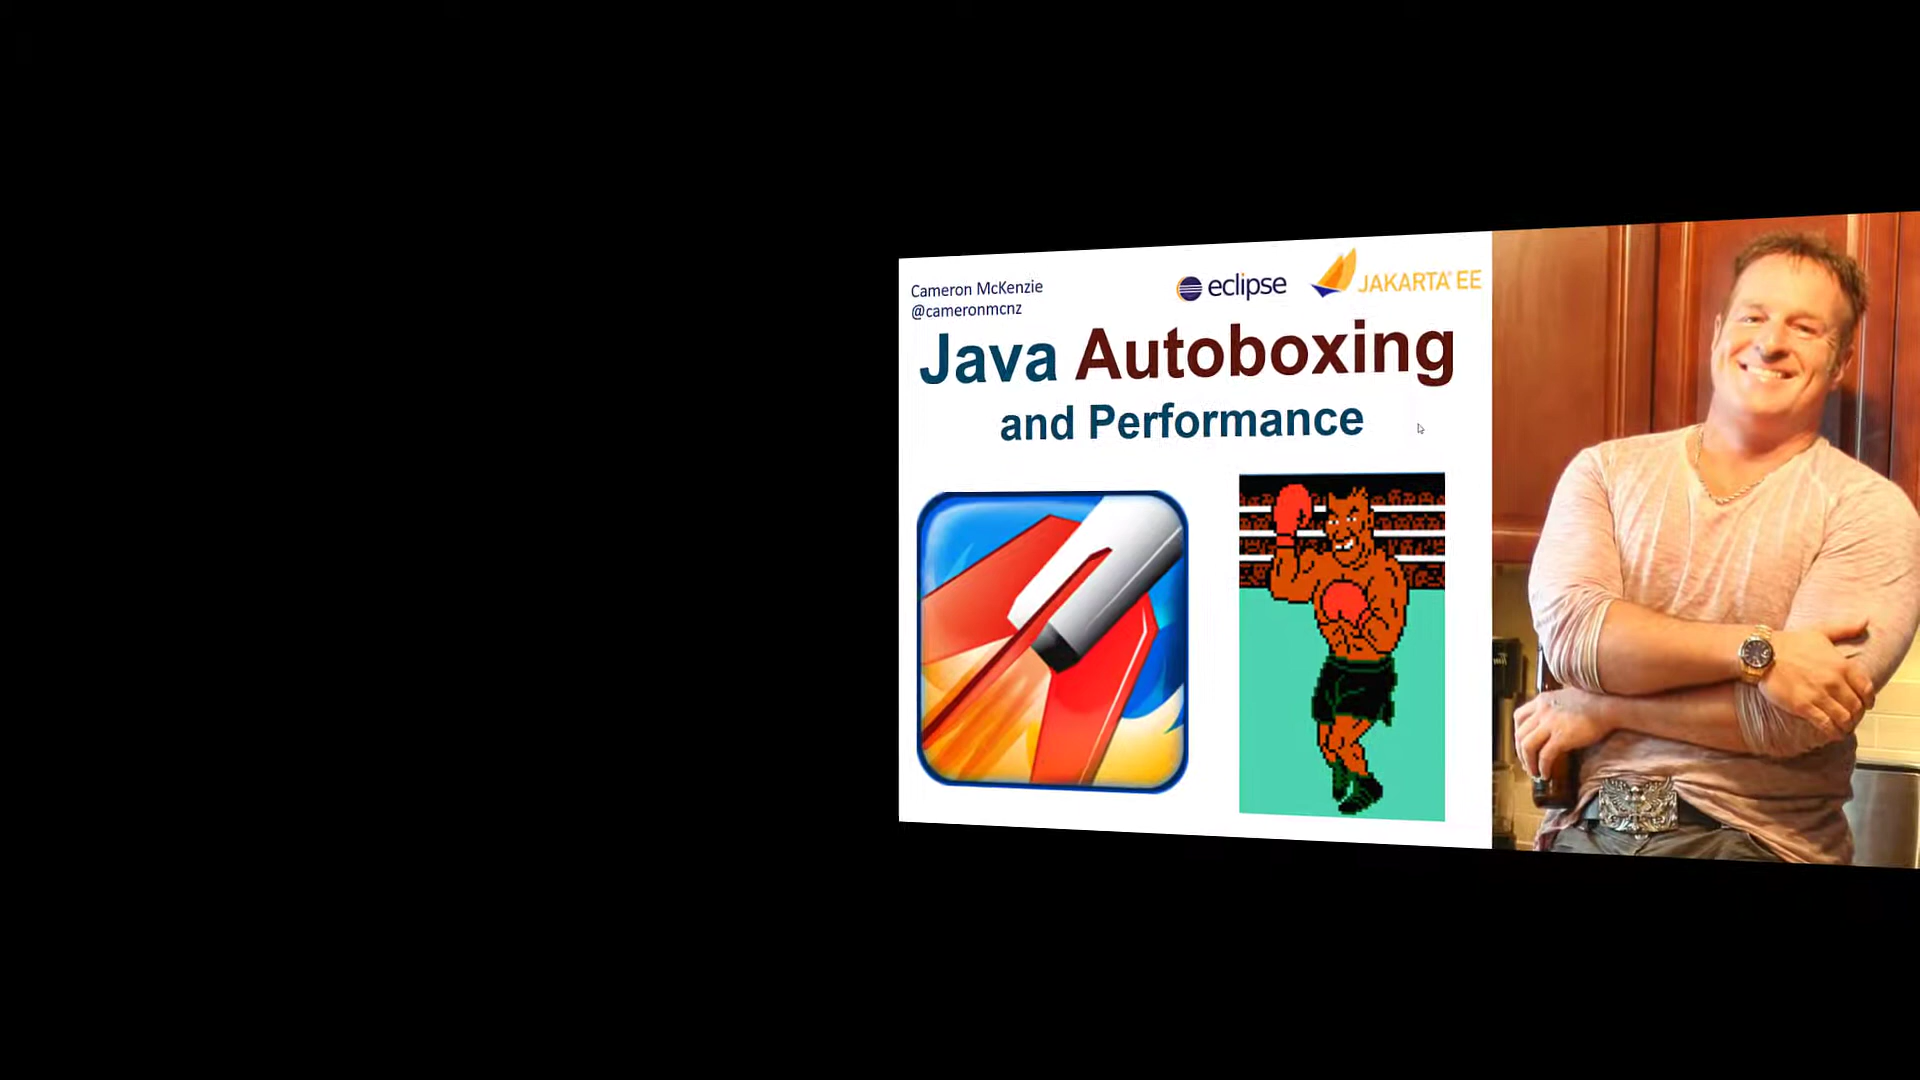 Cameron McKenzie
@cameronmcnz
eclipse
JAKARTA® EE
Java Autoboxing
and Performance